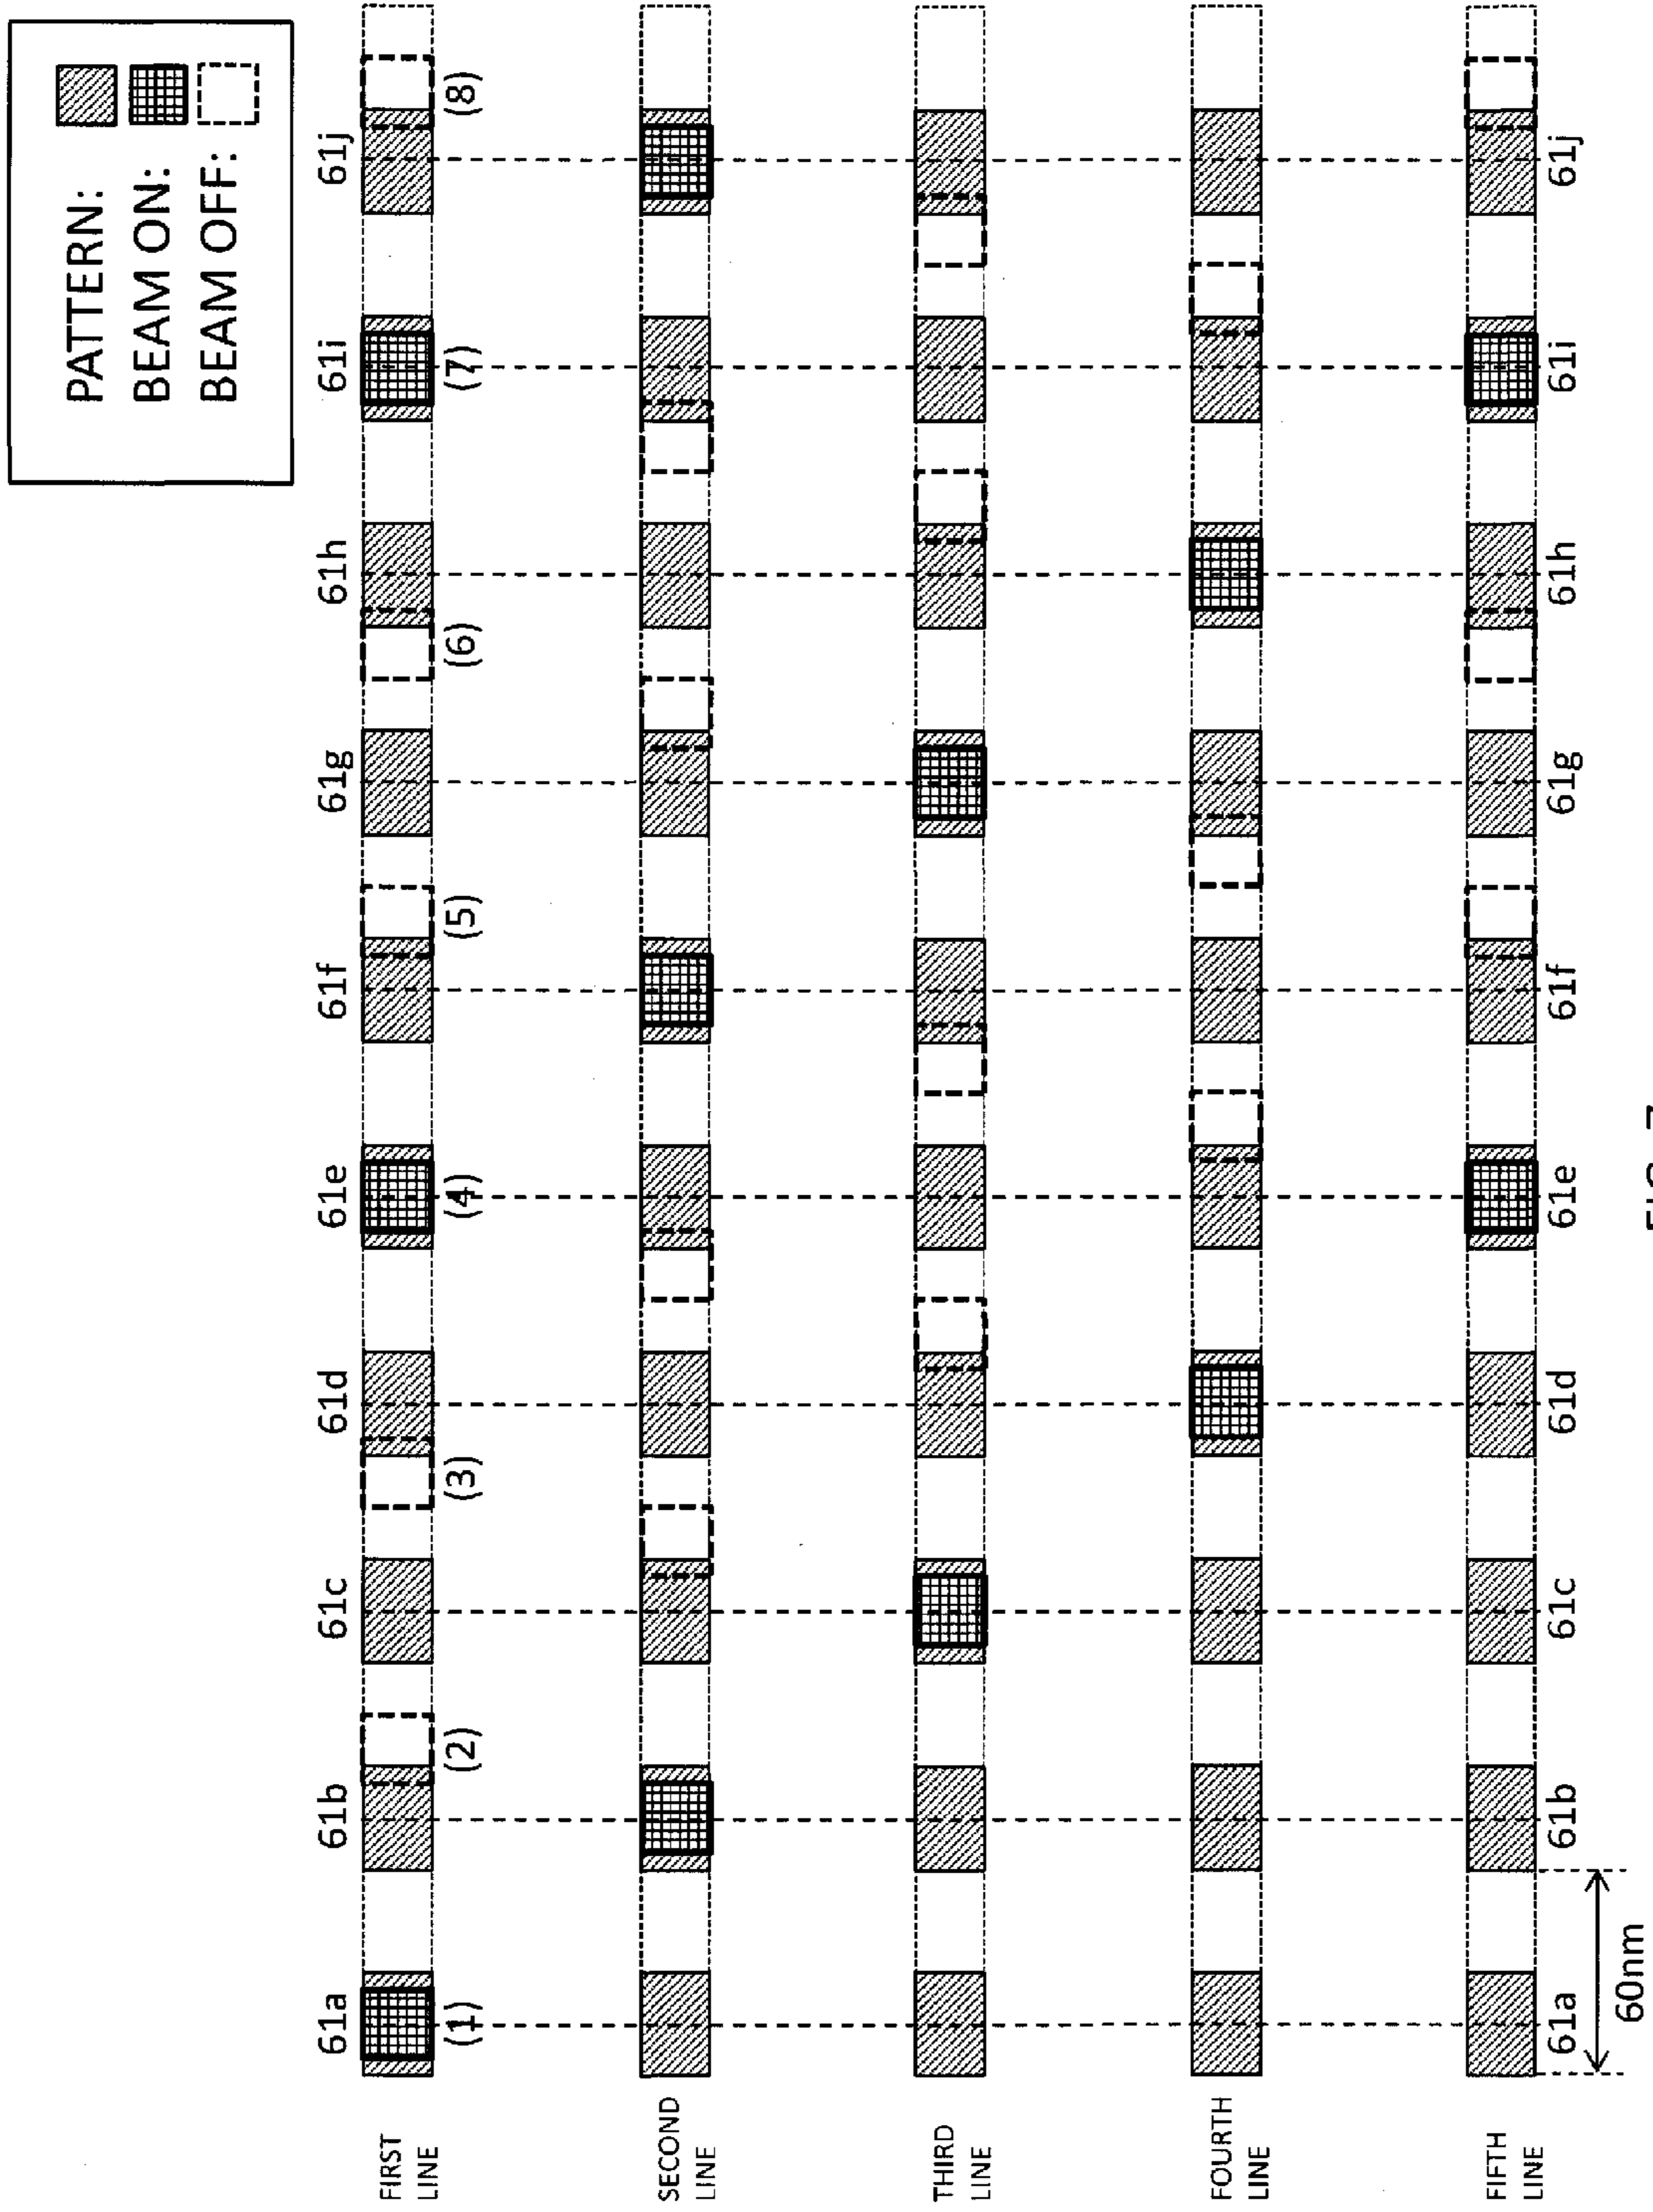 PATTERN:
BEAM ON:
BEAM OFF:
61a 61b 61c 61d 61e 61f 61g 61h 61i 61j
FIRST
LINE
(1) (2) (3) (4) (5) (6) (7) (8)
SECOND
LINE
THIRD
LINE
FOURTH
LINE
FIFTH
LINE
61a 61b 61c 61d 61e 61f 61g 61h 61i 61j
60nm